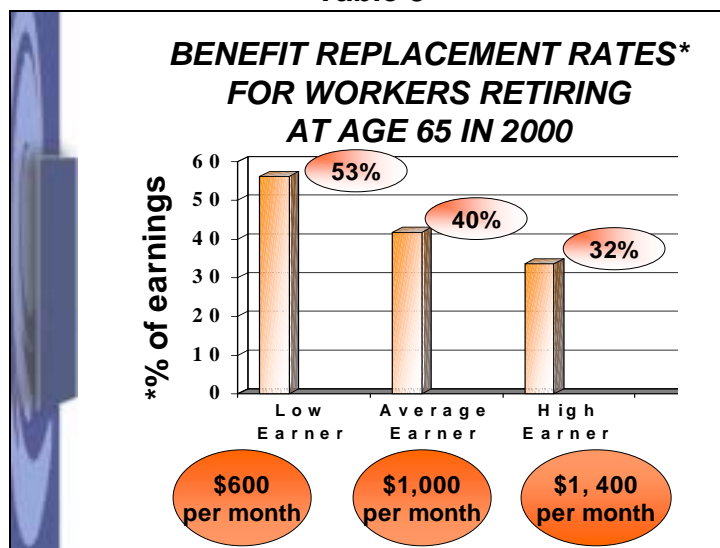 BENEFIT REPLACEMENT RATES*
FOR WORKERS RETIRING
AT AGE 65 IN 2000
*% of earnings
60
50
40
30
20
10
0
53%
40%
32%
Low Earner
Average Earner
High Earner
$600
per month
$1,000
per month
$1, 400
per month